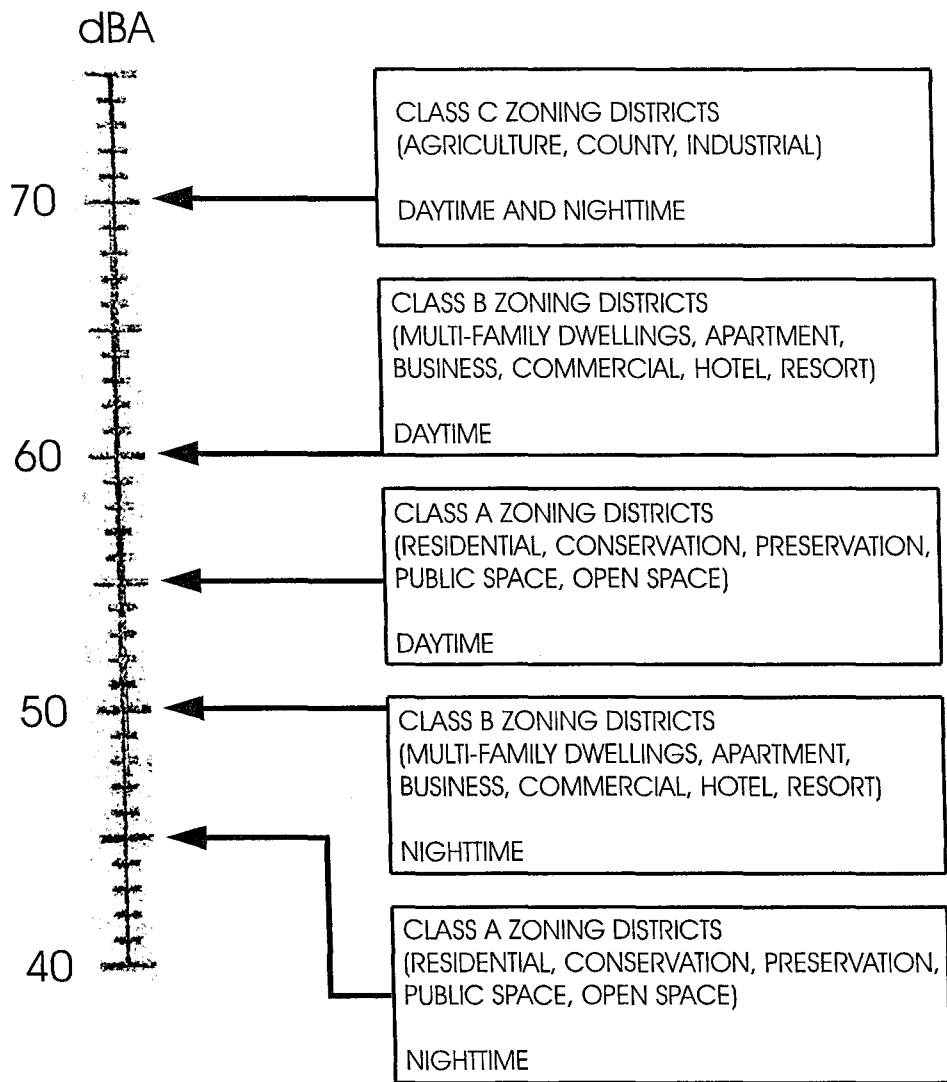 dBA
70
60
50
40
CLASS C ZONING DISTRICTS
(AGRICULTURE, COUNTY, INDUSTRIAL)
DAYTIME AND NIGHTTIME
CLASS B ZONING DISTRICTS
(MULTI-FAMILY DWELLINGS, APARTMENT,
BUSINESS, COMMERCIAL, HOTEL, RESORT)
DAYTIME
CLASS A ZONING DISTRICTS
(RESIDENTIAL, CONSERVATION, PRESERVATION,
PUBLIC SPACE, OPEN SPACE)
DAYTIME
CLASS B ZONING DISTRICTS
(MULTI-FAMILY DWELLINGS, APARTMENT,
BUSINESS, COMMERCIAL, HOTEL, RESORT)
NIGHTTIME
CLASS A ZONING DISTRICTS
(RESIDENTIAL, CONSERVATION, PRESERVATION,
PUBLIC SPACE, OPEN SPACE)
NIGHTTIME